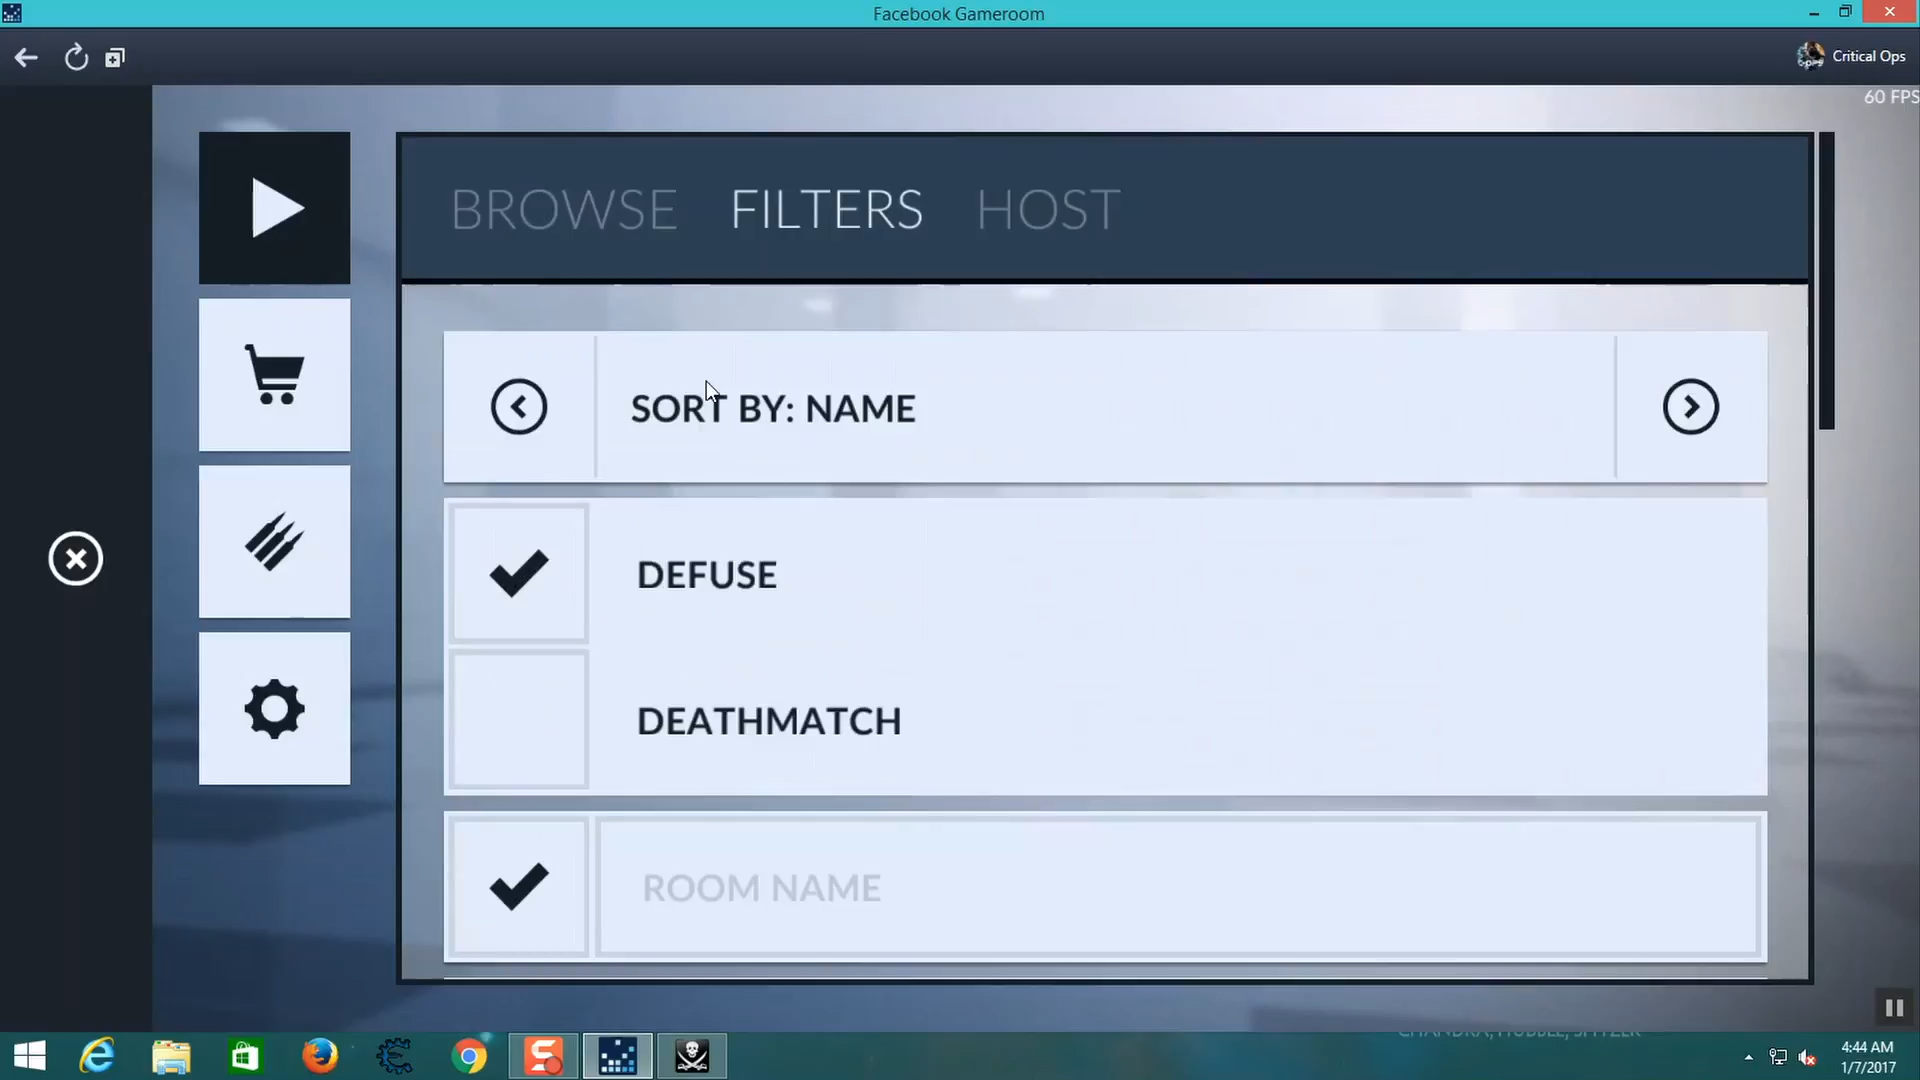 Facebook Gameroom
Critical Ops
60 FPS
BROWSE FILTERS HOST
SORT BY: NAME
DEFUSE
DEATHMATCH
ROOM NAME
4:44 AM
1/7/2017